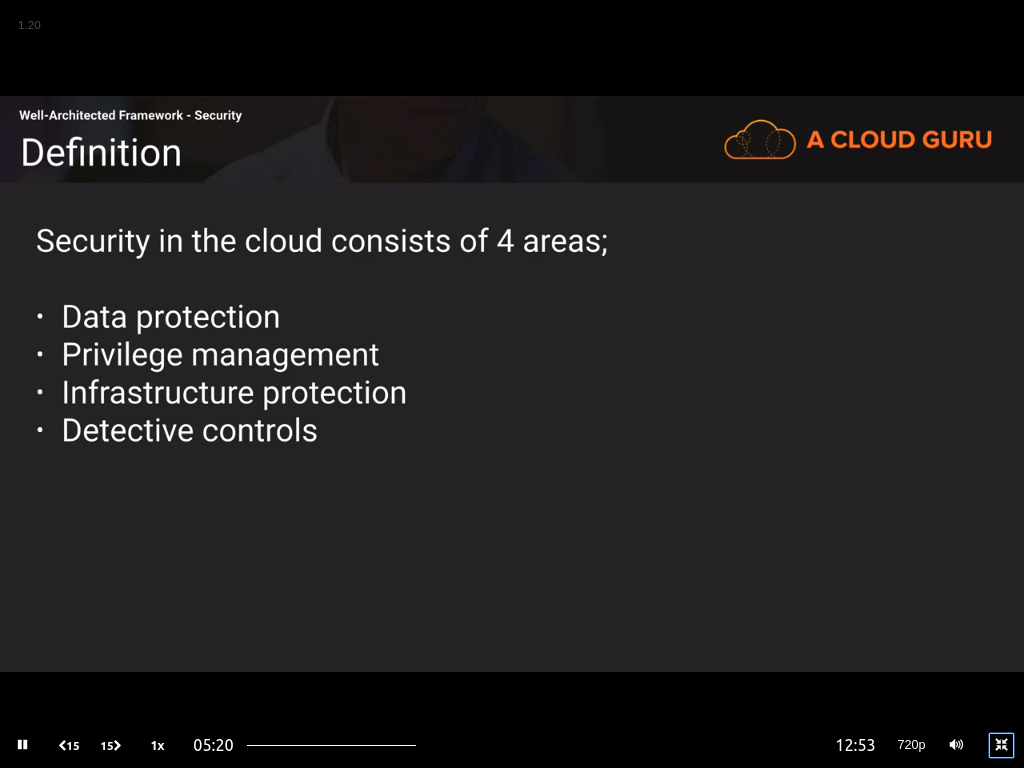 1.20
Well-Architected Framework - Security
Definition
A CLOUD GURU
Security in the cloud consists of 4 areas;
• Data protection
• Privilege management
• Infrastructure protection
• Detective controls
15 15 1x 05:20 12:53 720p